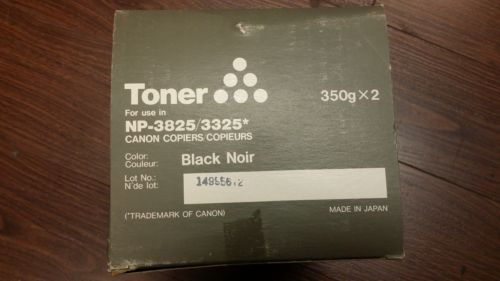 Toner
For use in
NP-3825/3325*
CANON COPIERS/COPIEURS
350g×2
Color:
Couleur: Black Noir
Lot No.:
N°de lot:
(*TRADEMARK OF CANON)
MADE IN JAPAN